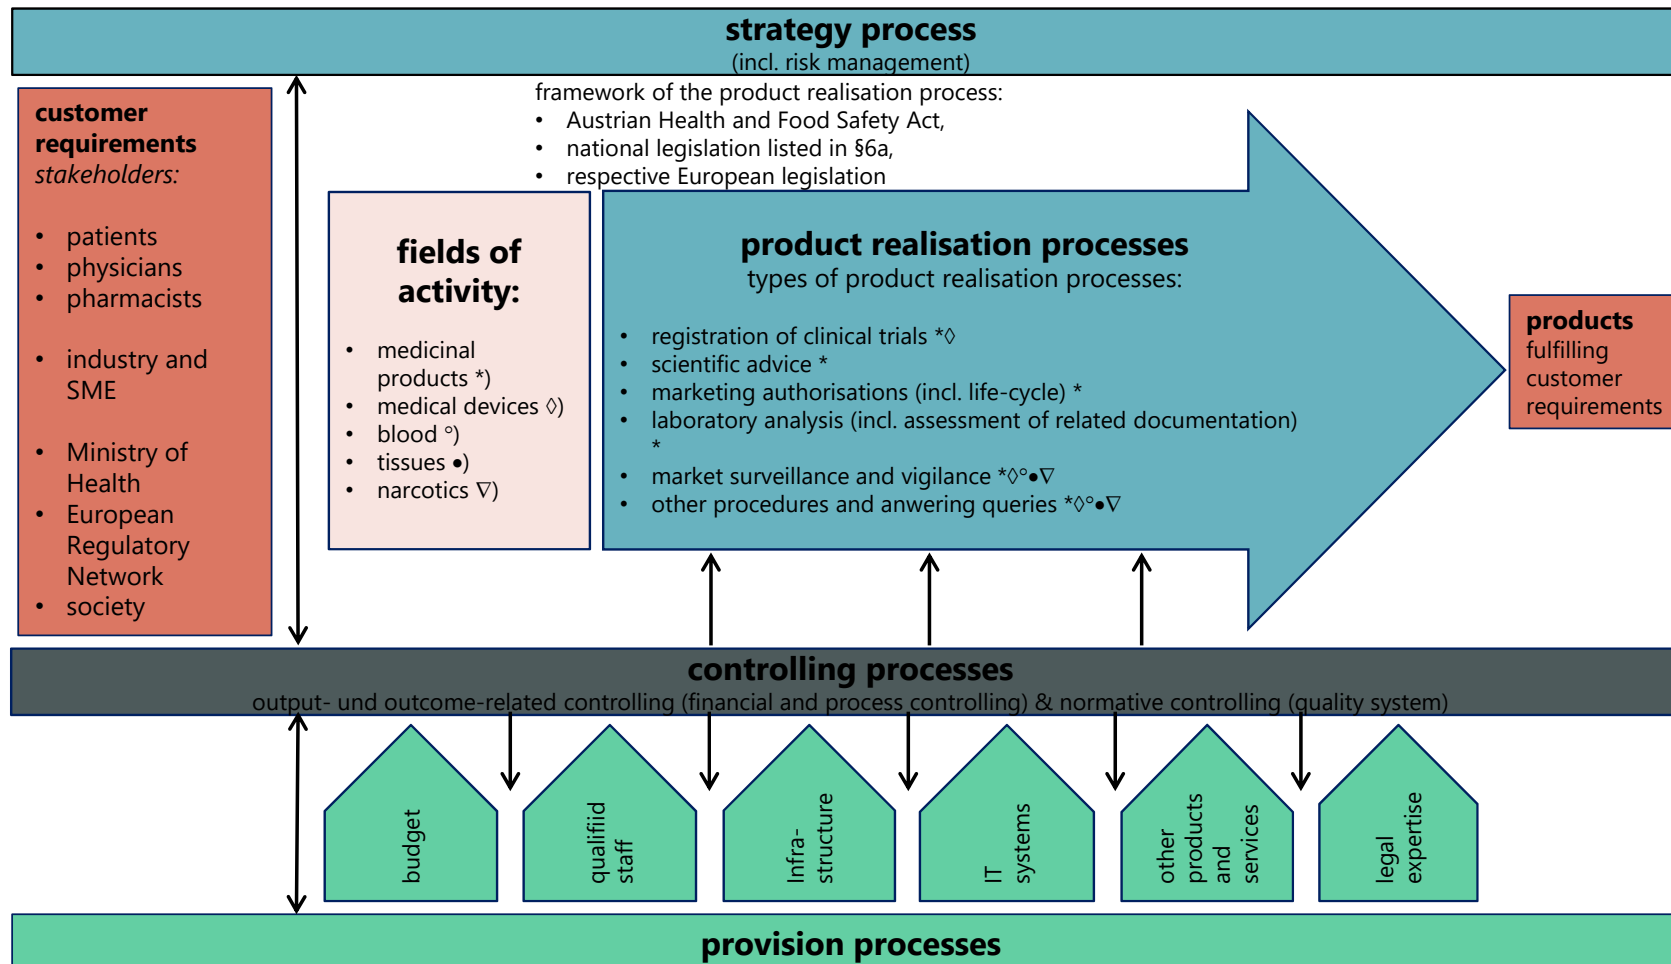 strategy process
(incl. risk management)
customer
requirements
stakeholders:
• patients
• physicians
• pharmacists
• industry and
SME
• Ministry of
Health
• European
Regulatory
Network
• society
framework of the product realisation process:
• Austrian Health and Food Safety Act,
• national legislation listed in §6a,
• respective European legislation
fields of
activity:
• medicinal
products *)
• medical devices ◊)
• blood °)
• tissues ●)
• narcotics ∇)
product realisation processes
types of product realisation processes:
• registration of clinical trials *◊
• scientific advice *
• marketing authorisations (incl. life-cycle) *
• laboratory analysis (incl. assessment of related documentation)
*
• market surveillance and vigilance *◊°●∇
• other procedures and anwering queries *◊°●∇
products
fulfilling
customer
requirements
controlling processes
output- und outcome-related controlling (financial and process controlling) & normative controlling (quality system)
budget
qualifiid
staff
Infra-
structure
IT
systems
other
products
and
services
legal
expertise
provision processes